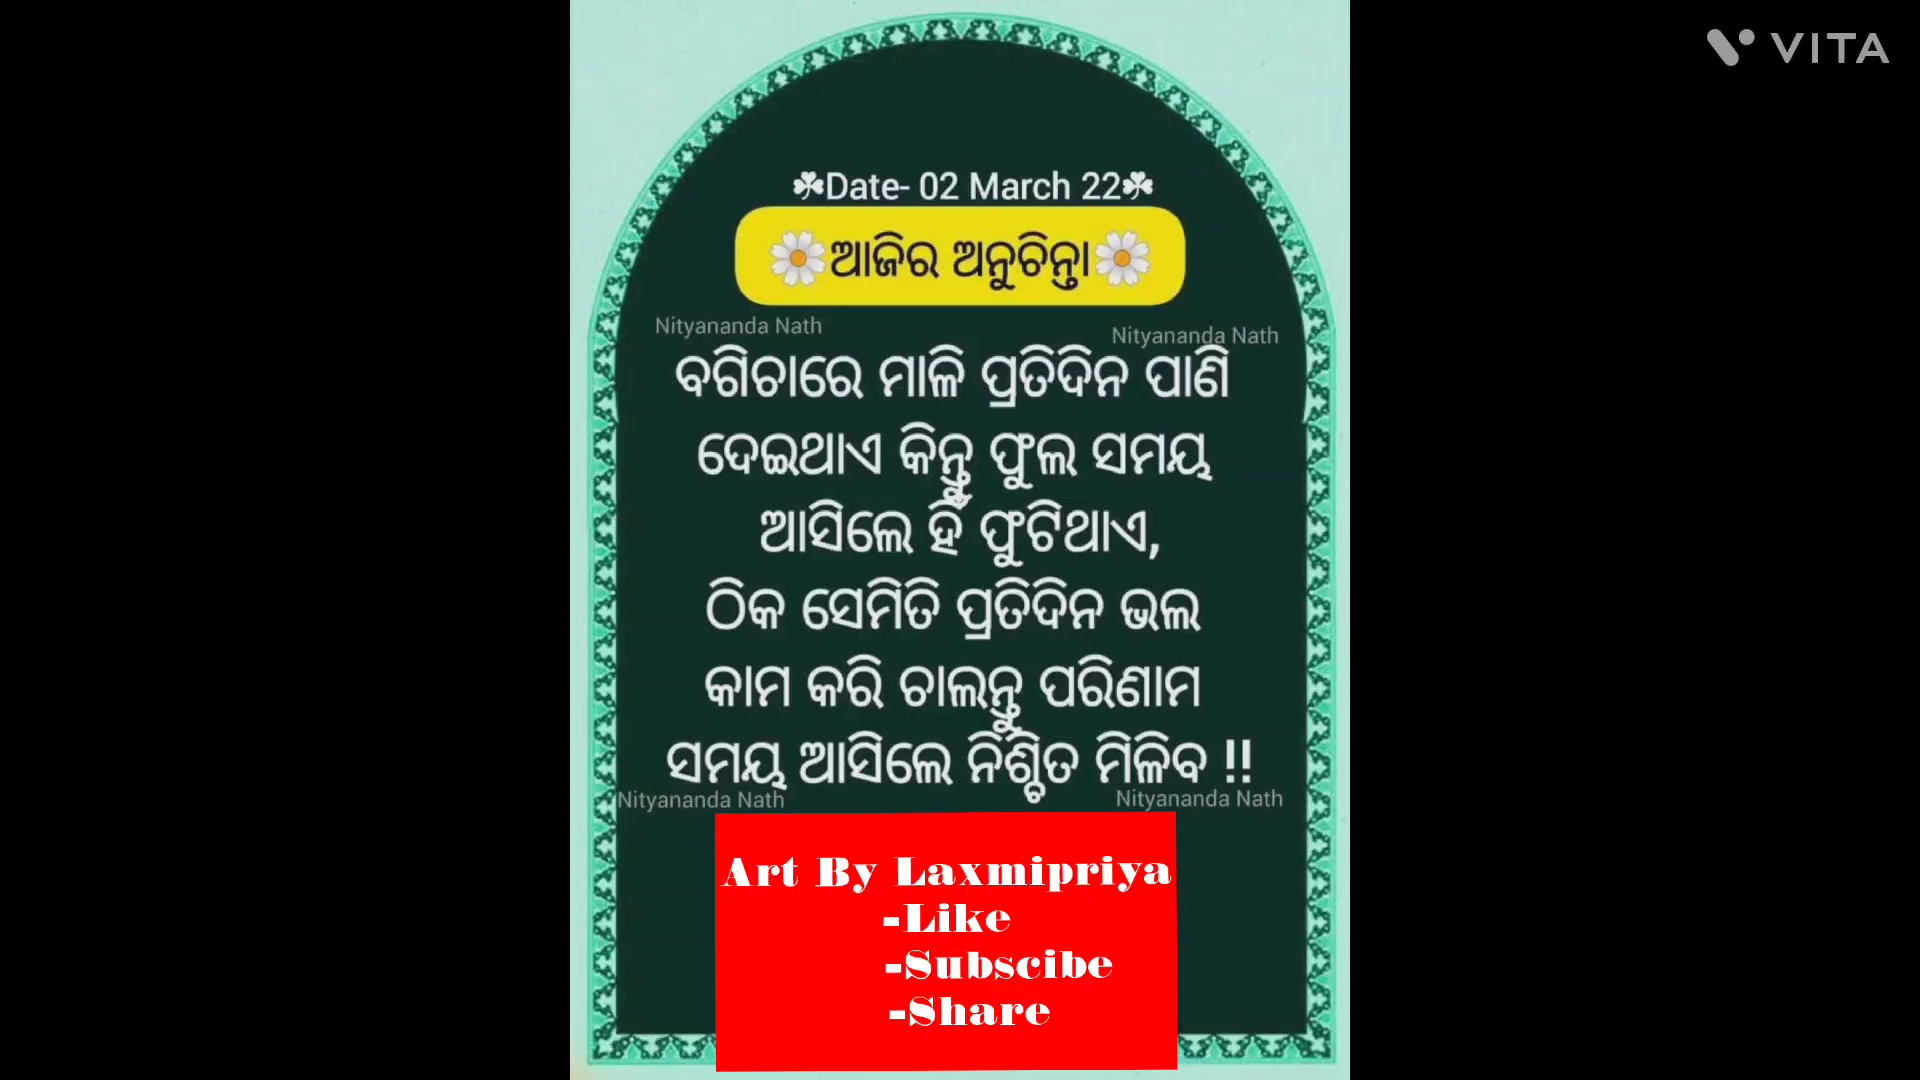 VITA
☘Date- 02 March 22☘
🌼ଆଜିର ଅନୁଚିନ୍ତା🌼
Nityananda Nath
Nityananda Nath
ବଗିଚାରେ ମାଳି ପ୍ରତିଦିନ ପାଣି
ଦେଇଥାଏ କିନ୍ତୁ ଫୁଲ ସମୟ
ଆସିଲେ ହିଁ ଫୁଟିଥାଏ,
ଠିକ ସେମିତି ପ୍ରତିଦିନ ଭଲ
କାମ କରି ଚାଲନ୍ତୁ ପରିଣାମ
ସମୟ ଆସିଲେ ନିଶ୍ଚିତ ମିଳିବ !!
Nityananda Nath
Nityananda Nath
Art By Laxmipriya
-Like
-Subscibe
-Share